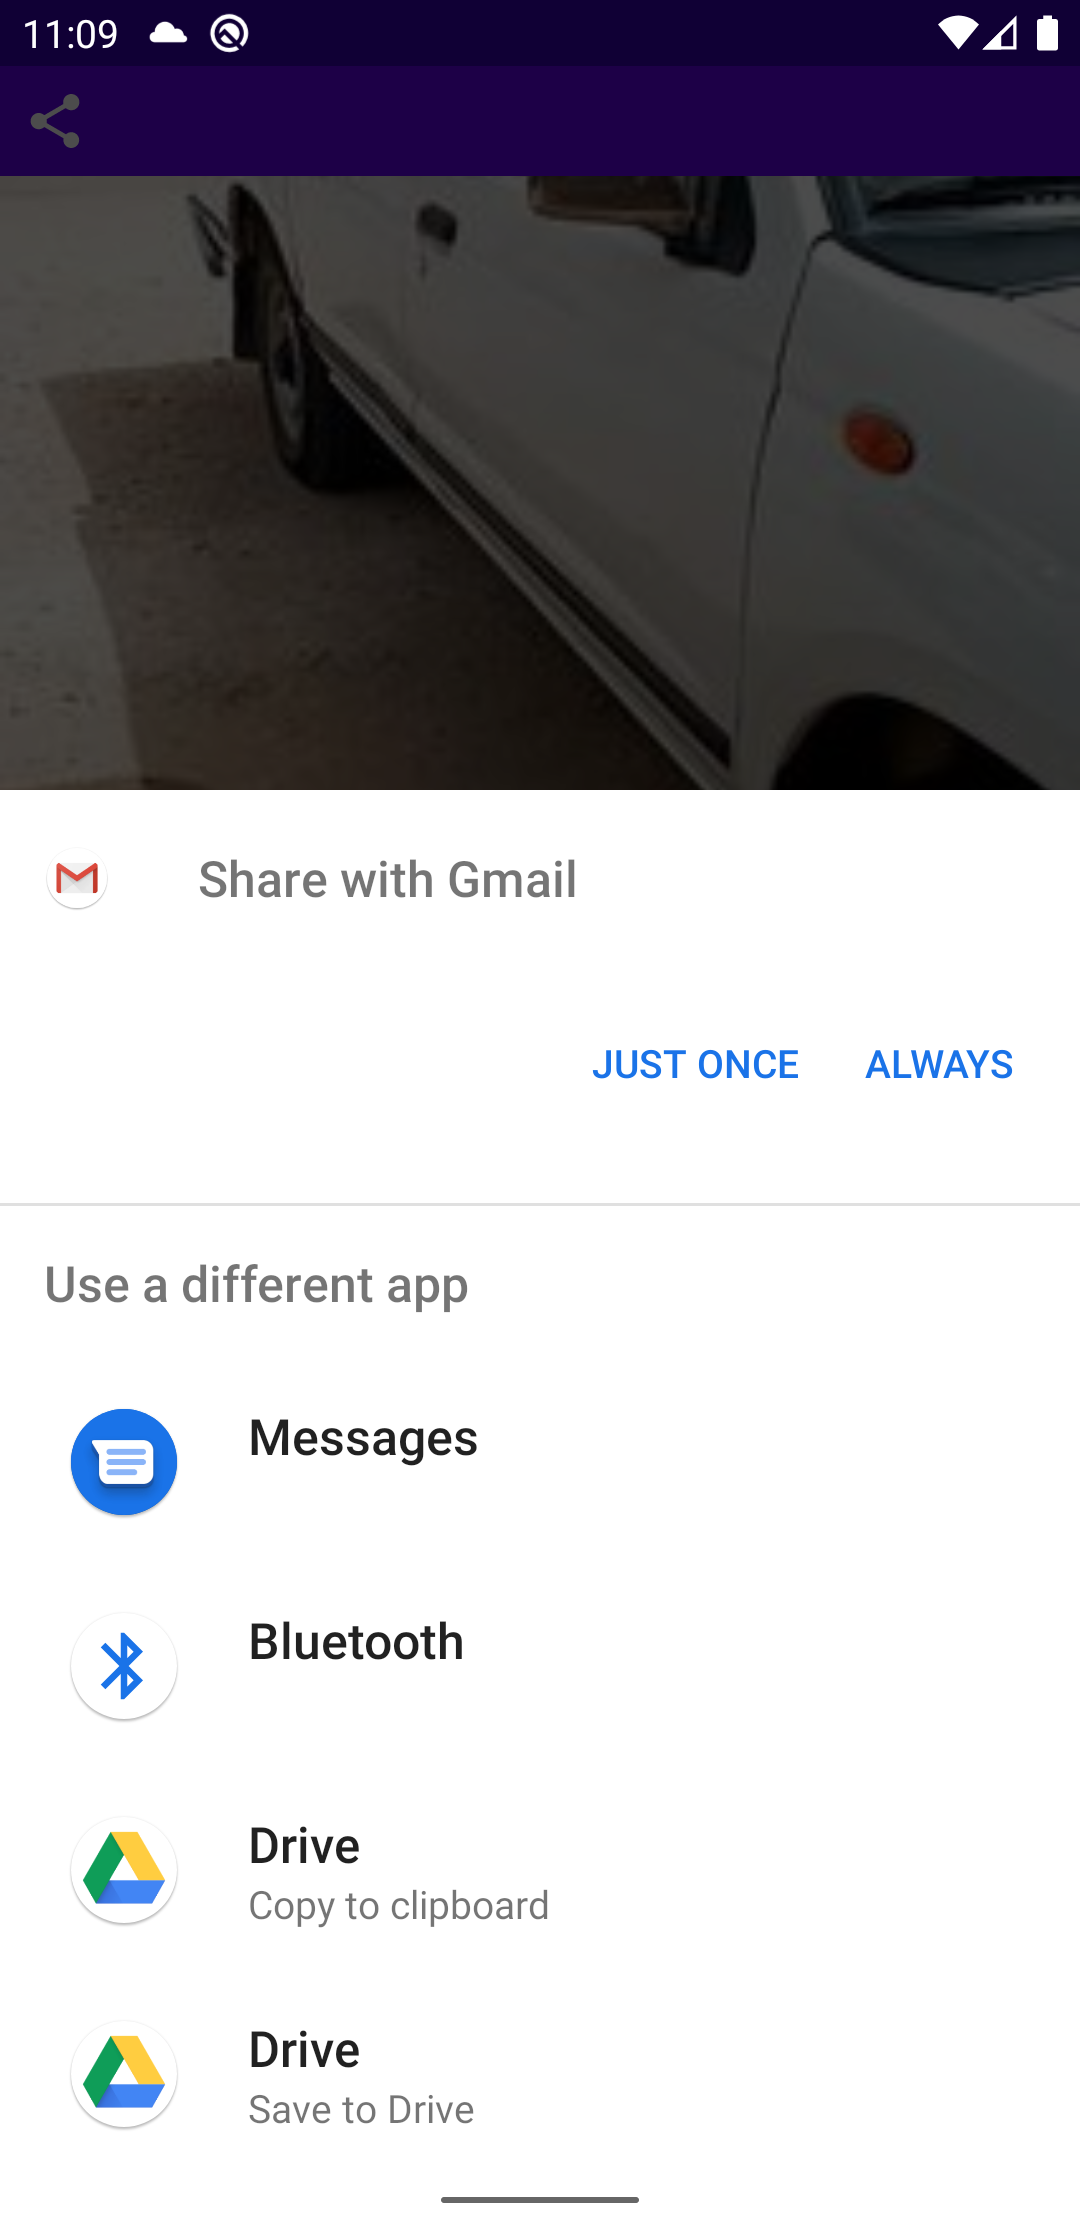 11:09
Share with Gmail
JUST ONCE ALWAYS
Use a different app
Messages
Bluetooth
Drive
Copy to clipboard
Drive
Save to Drive